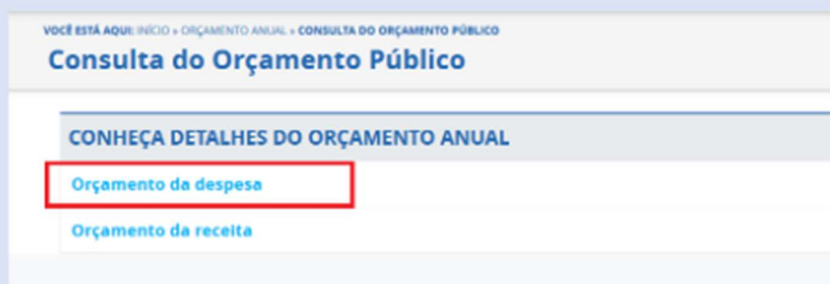 VOCÊ ESTÁ AQUI: INÍCIO » ORÇAMENTO ANUAL » CONSULTA DO ORÇAMENTO PÚBLICO
Consulta do Orçamento Público
CONHEÇA DETALHES DO ORÇAMENTO ANUAL
Orçamento da despesa
Orçamento da receita